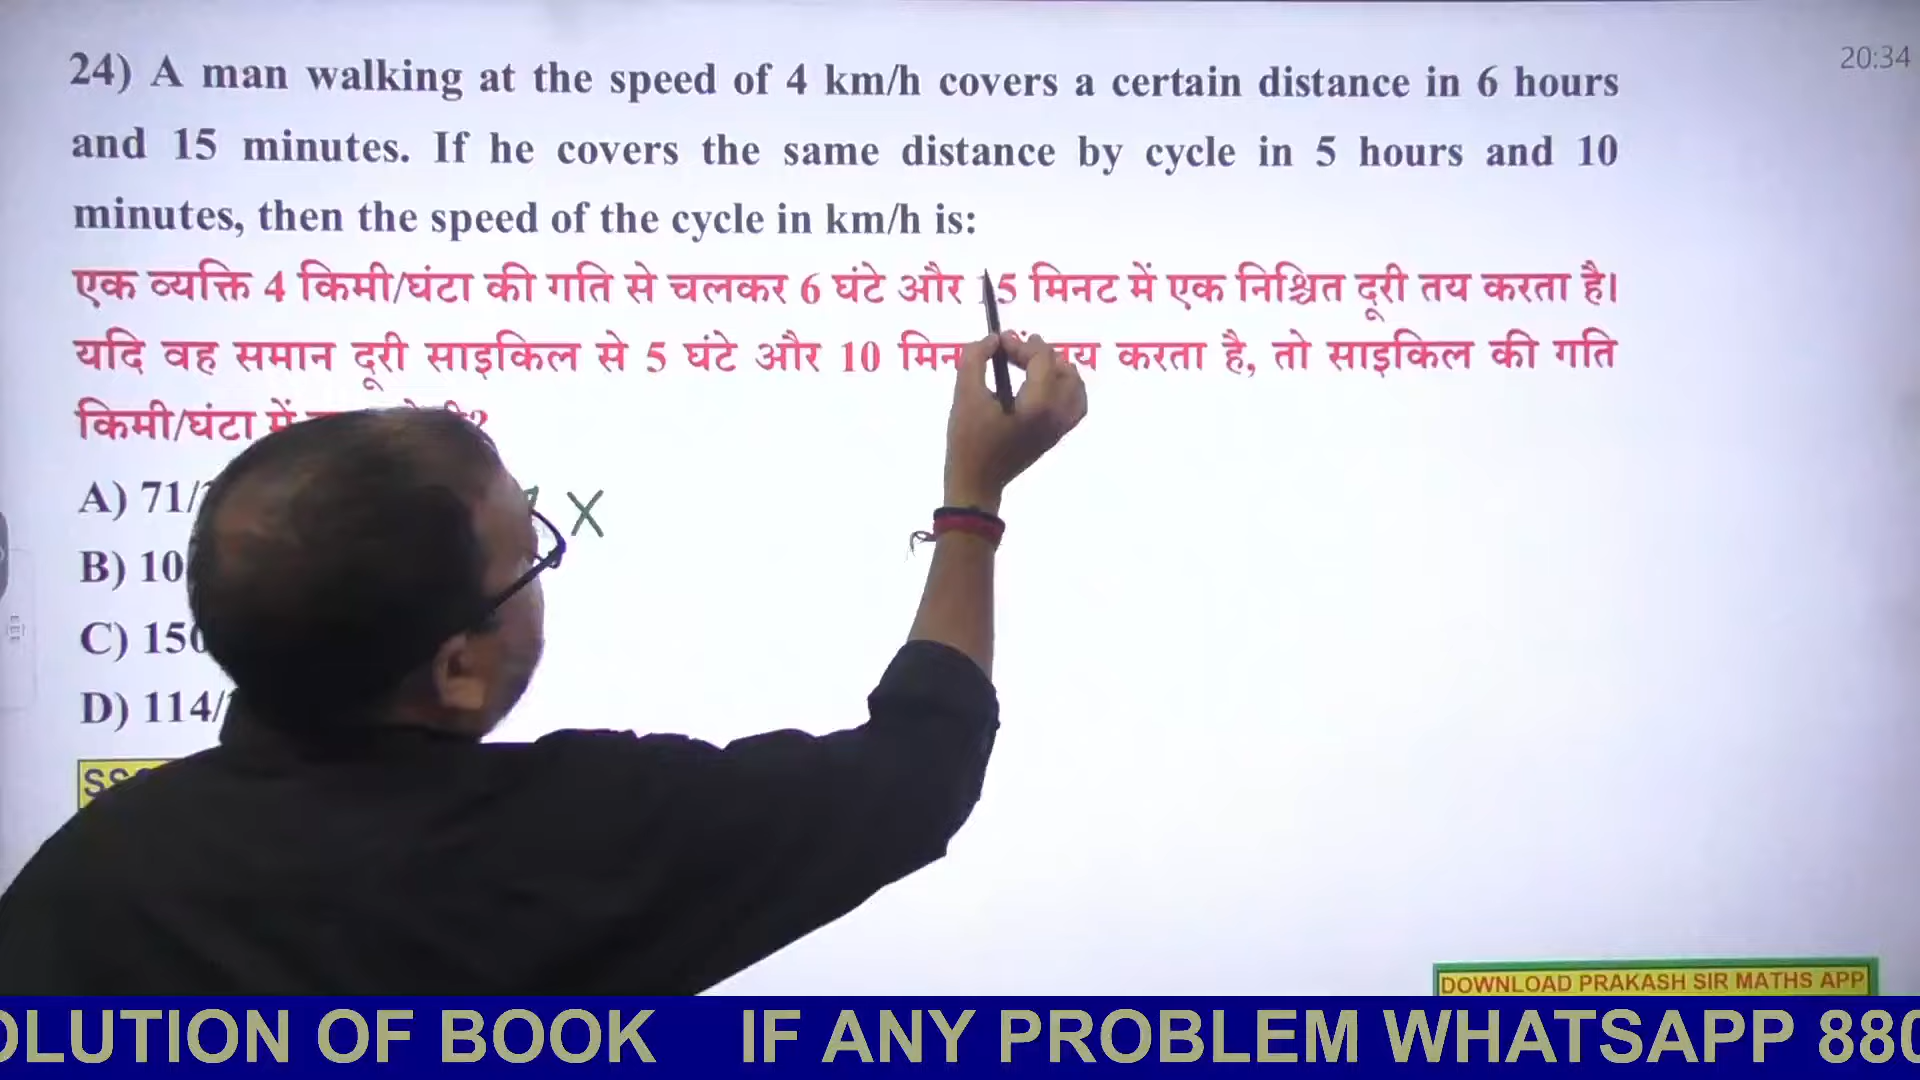 20:34
24) A man walking at the speed of 4 km/h covers a certain distance in 6 hours
and 15 minutes. If he covers the same distance by cycle in 5 hours and 10
minutes, then the speed of the cycle in km/h is:
एक व्यक्ति 4 किमी/घंटा की गति से चलकर 6 घंटे और 15 मिनट में एक निश्चित दूरी तय करता है।
यदि वह समान दूरी साइकिल से 5 घंटे और 10 करता है, तो साइकिल की गति
किमी/घंटा में
A) 71/
X
B) 10
C) 150
D) 114/
DOWNLOAD PRAKASH SIR MATHS APP
OLUTION OF BOOK IF ANY PROBLEM WHATSAPP 880